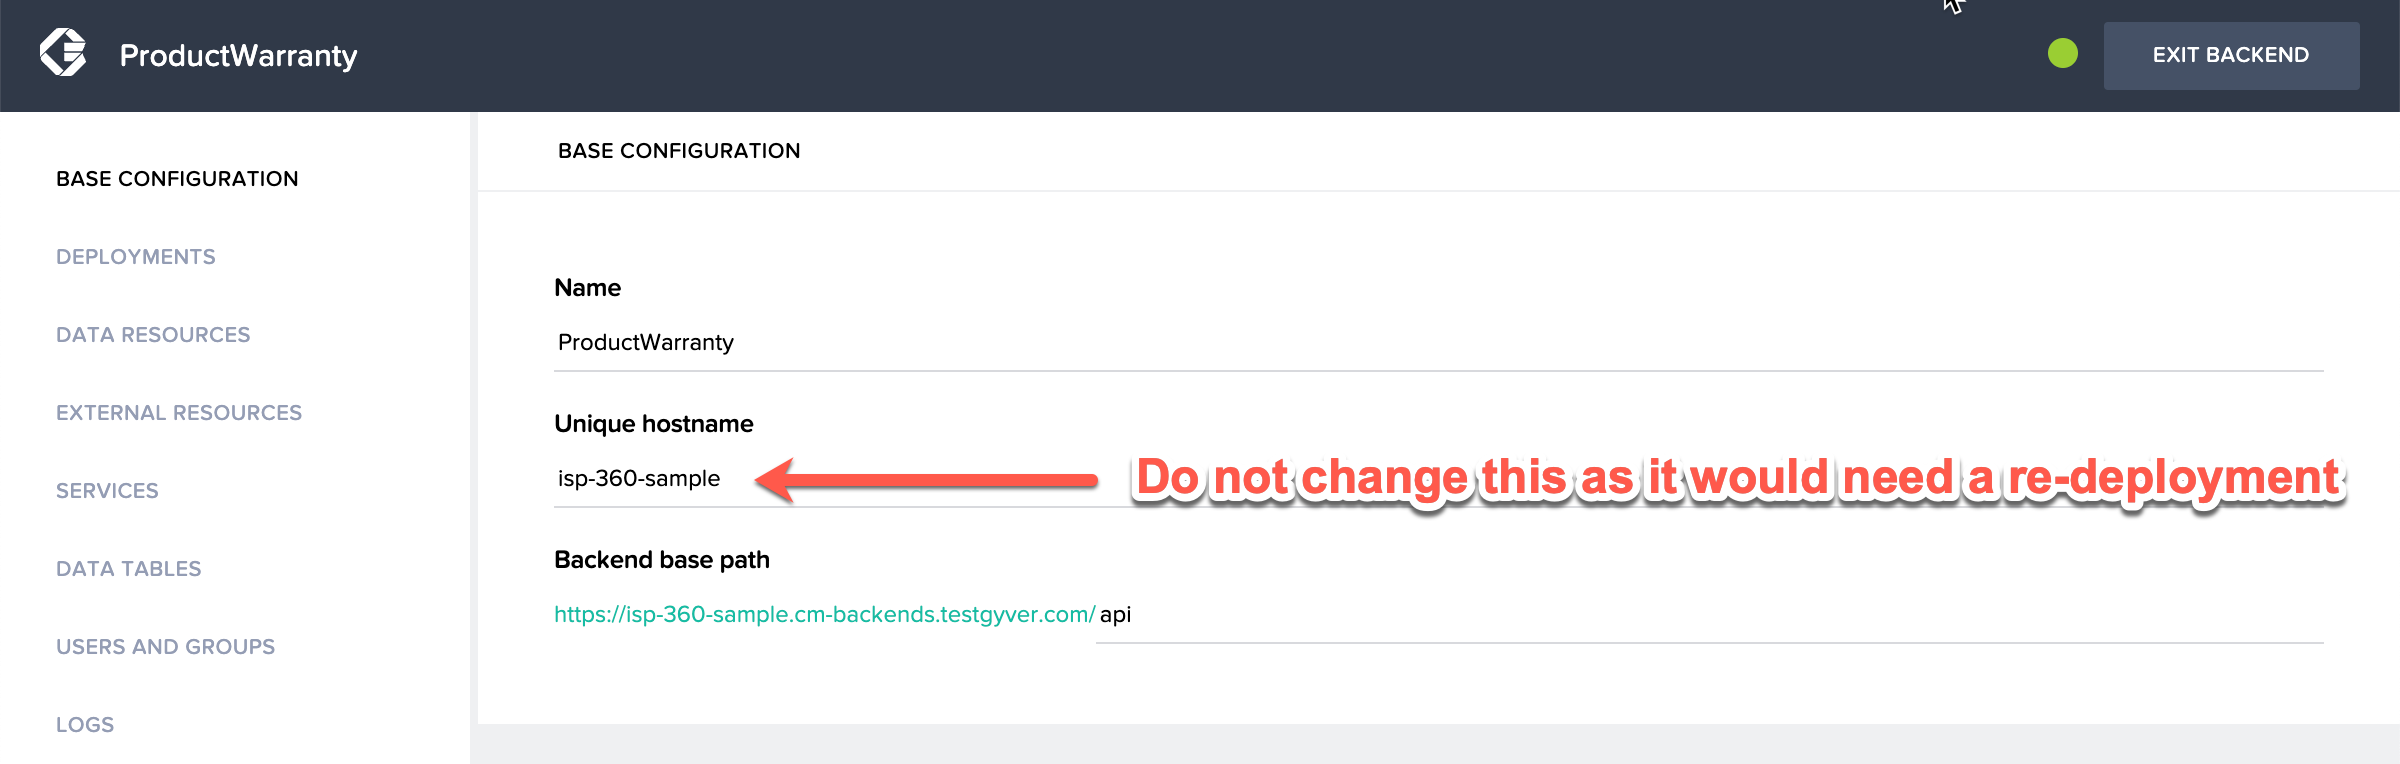 ProductWarranty
EXIT BACKEND
BASE CONFIGURATION
DEPLOYMENTS
DATA RESOURCES
EXTERNAL RESOURCES
SERVICES
DATA TABLES
USERS AND GROUPS
LOGS
BASE CONFIGURATION
Name
ProductWarranty
Unique hostname
isp-360-sample
Do not change this as it would need a re-deployment
Backend base path
https://isp-360-sample.cm-backends.testgyver.com/ api